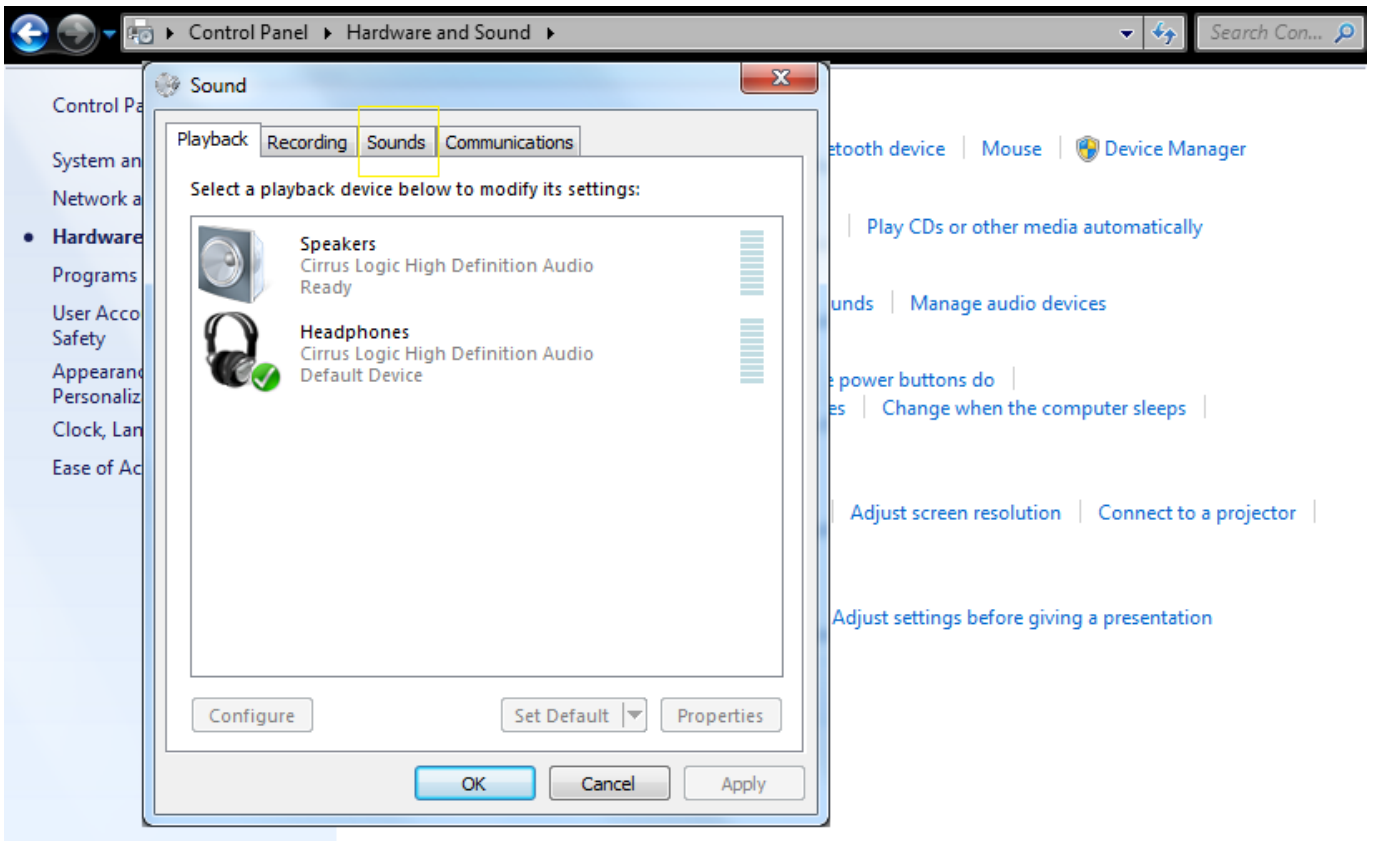 Control Panel ▸ Hardware and Sound ▸ Search Con...
Sound
Control Pa
System an
Network a
Hardware
Programs
User Acco
Safety
Appearanc
Personaliz
Clock, Lan
Ease of Ac
Playback Recording Sounds Communications
Select a playback device below to modify its settings:
Speakers
Cirrus Logic High Definition Audio
Ready
Headphones
Cirrus Logic High Definition Audio
Default Device
Configure Set Default Properties
OK Cancel Apply
etooth device Mouse Device Manager
Play CDs or other media automatically
unds Manage audio devices
e power buttons do
es Change when the computer sleeps
Adjust screen resolution Connect to a projector
Adjust settings before giving a presentation